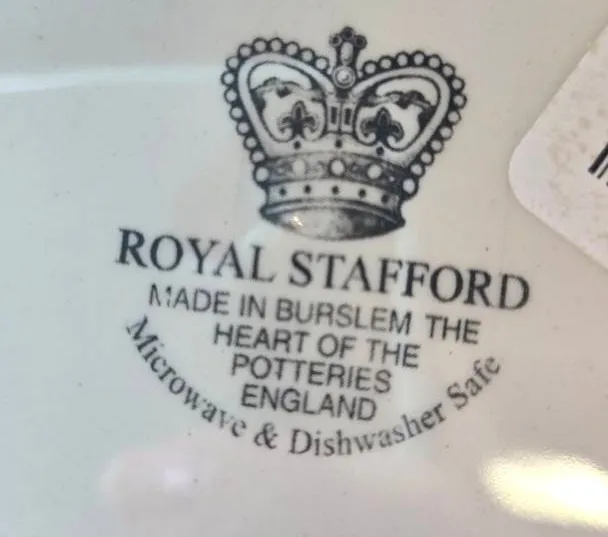 ROYAL STAFFORD
MADE IN BURSLEM THE
HEART OF THE
POTTERIES
ENGLAND
Microwave & Dishwasher Safe